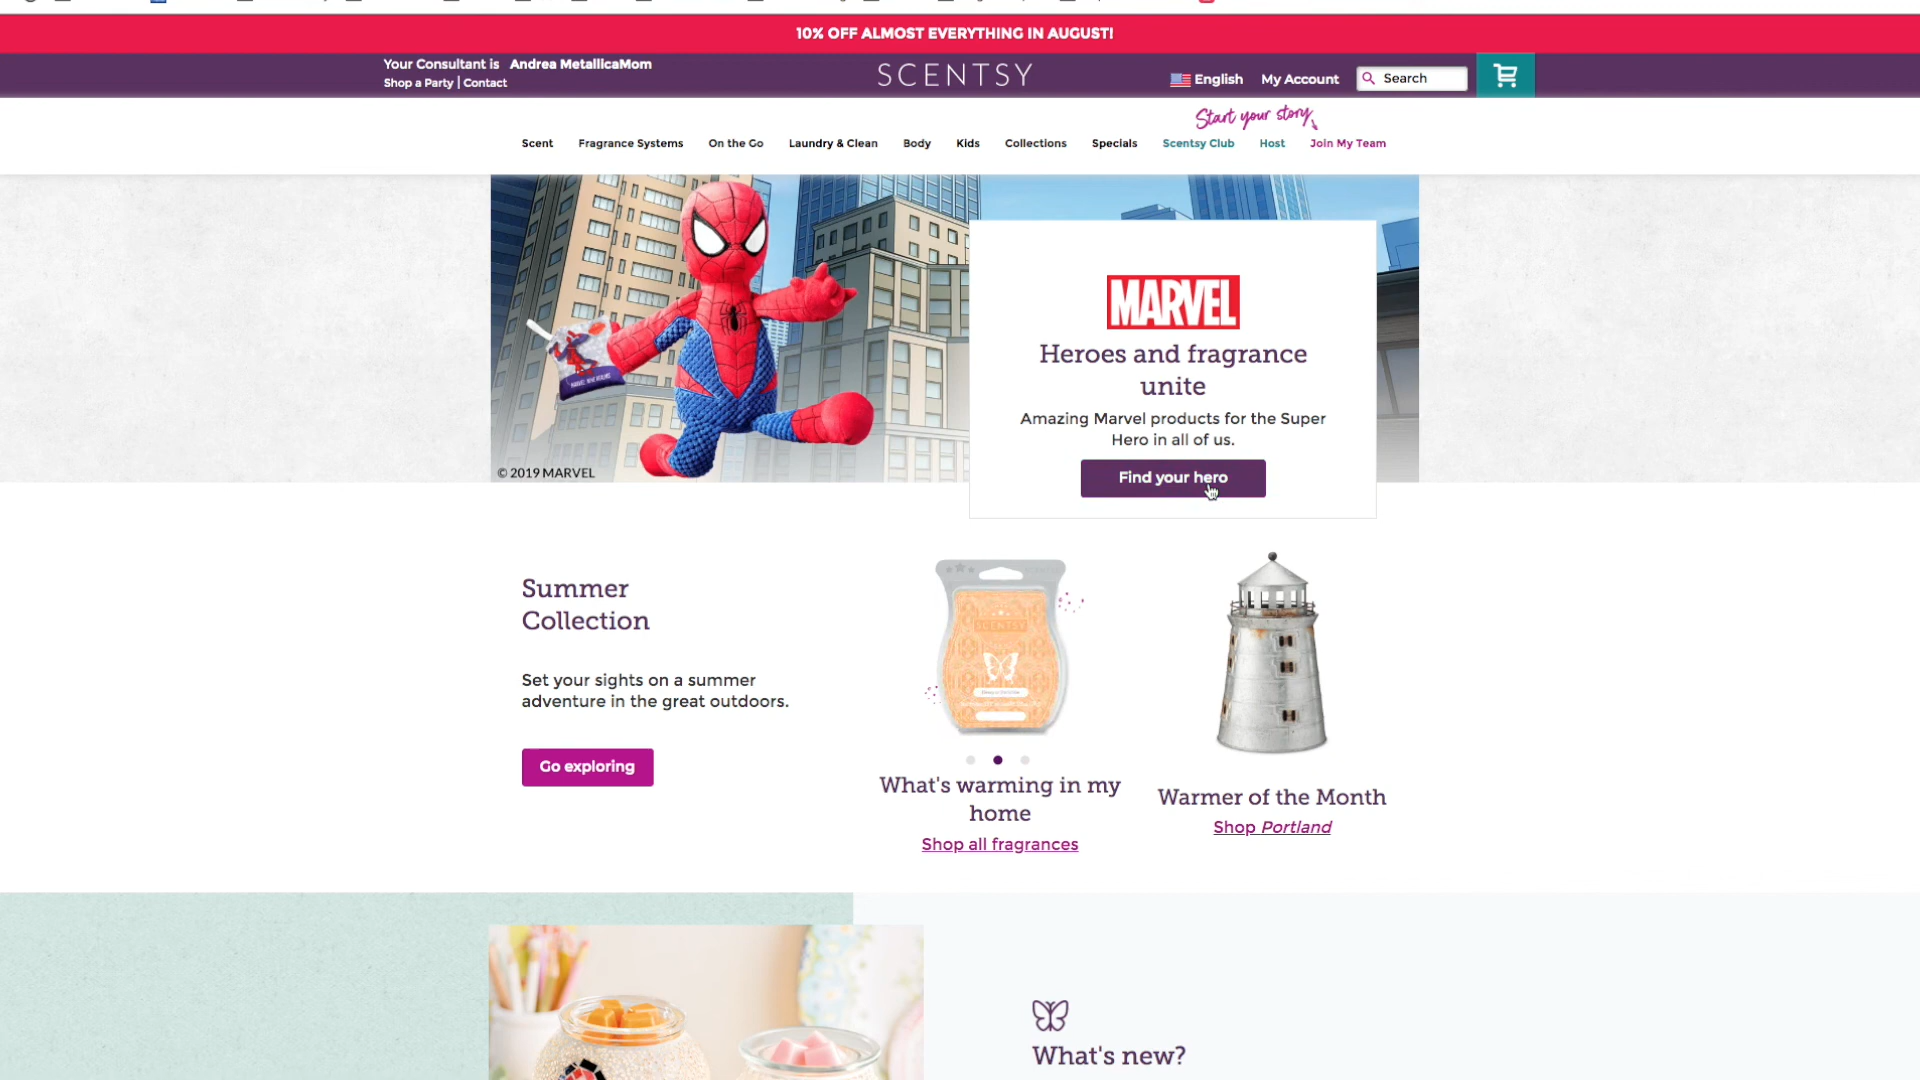 10% OFF ALMOST EVERYTHING IN AUGUST!
Your Consultant is Andrea MetallicaMom
Shop a Party | Contact
SCENTSY
English My Account Search
Start your story
Scent Fragrance Systems On the Go Laundry & Clean Body Kids Collections Specials Scentsy Club Host Join My Team
MARVEL
Heroes and fragrance
unite
Amazing Marvel products for the Super
Hero in all of us.
Find your hero
© 2019 MARVEL
Summer
Collection
Set your sights on a summer
adventure in the great outdoors.
Go exploring
SCENTSY
What's warming in my
home
Shop all fragrances
Warmer of the Month
Shop Portland
What's new?